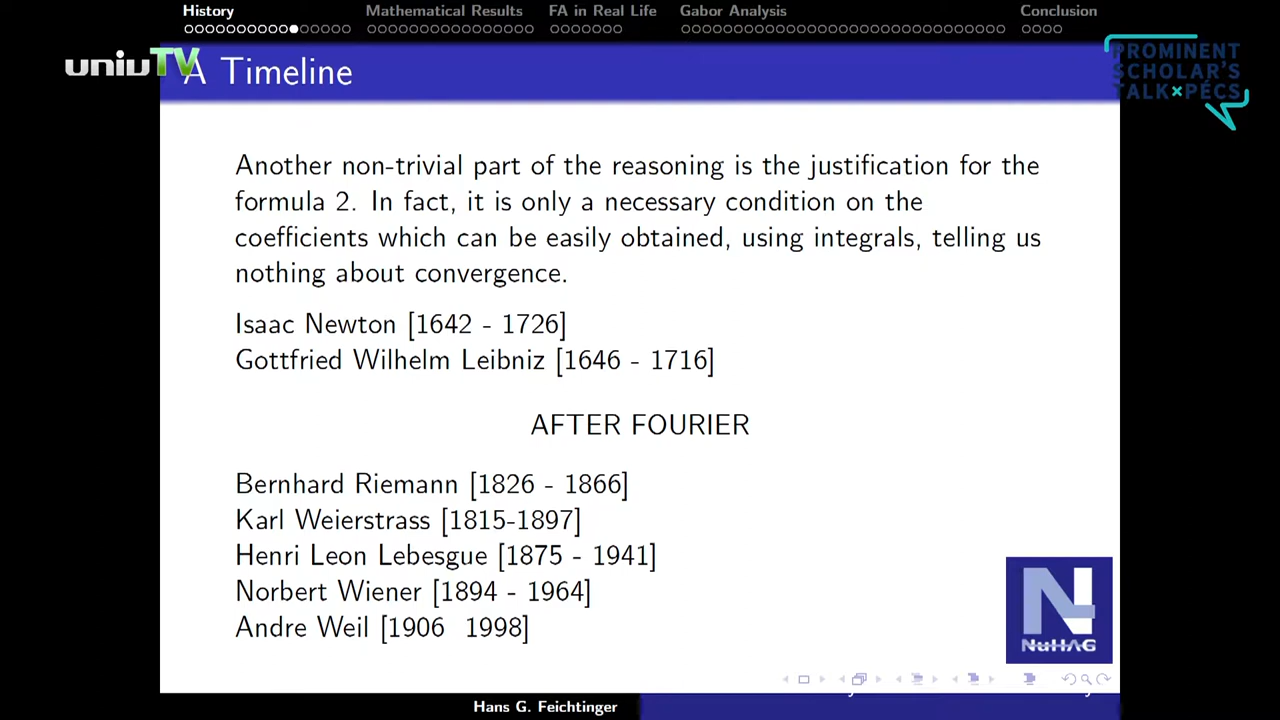 History Mathematical Results FA in Real Life Gabor Analysis Conclusion
uniuTV
PROMINENT
SCHOLAR'S
TALK×PÉCS
A Timeline
Another non-trivial part of the reasoning is the justification for the
formula 2. In fact, it is only a necessary condition on the
coefficients which can be easily obtained, using integrals, telling us
nothing about convergence.
Isaac Newton [1642 - 1726]
Gottfried Wilhelm Leibniz [1646 - 1716]
AFTER FOURIER
Bernhard Riemann [1826 - 1866]
Karl Weierstrass [1815-1897]
Henri Leon Lebesgue [1875 - 1941]
Norbert Wiener [1894 - 1964]
Andre Weil [1906 1998]
N
NuHAG
Hans G. Feichtinger